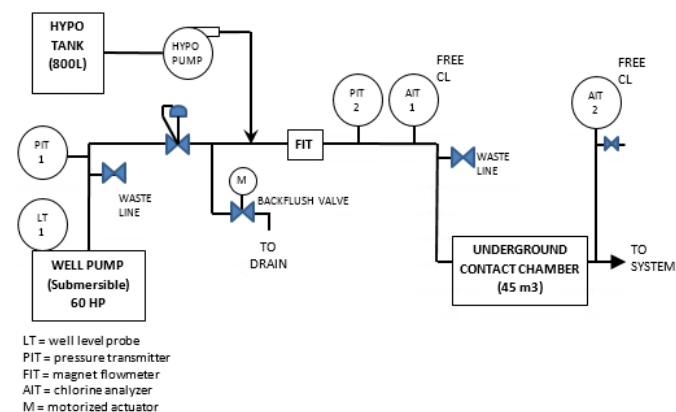 HYPO
TANK
(800L)
HYPO
PUMP
FREE
CL
FREE
CL
PIT
2
AIT
1
AIT
2
PIT
1
FIT
WASTE
LINE
WASTE
LINE
M
BACKFLUSH VALVE
LT
1
TO
DRAIN
WELL PUMP
(Submersible)
60 HP
UNDERGROUND
CONTACT CHAMBER
(45 m3)
TO
SYSTEM
LT = well level probe
PIT = pressure transmitter
FIT = magnet flowmeter
AIT = chlorine analyzer
M = motorized actuator